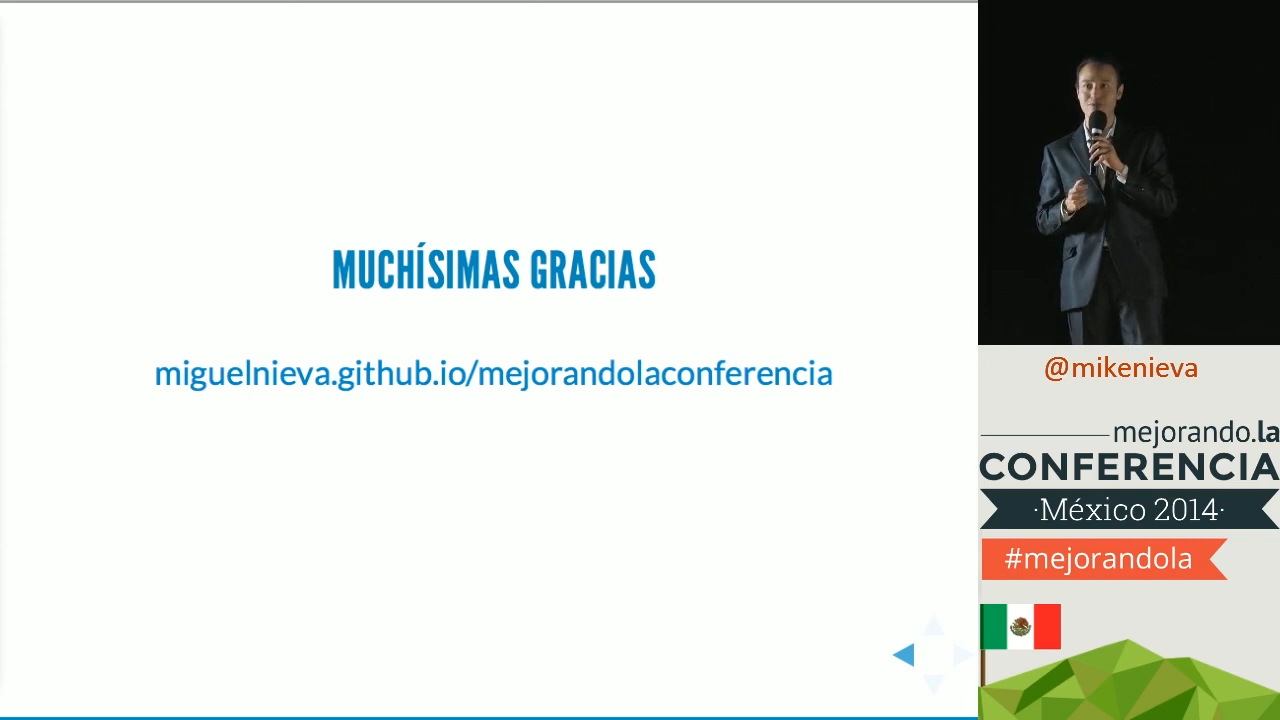 MUCHÍSIMAS GRACIAS
miguelnieva.github.io/mejorandolaconferencia
@mikenieva
mejorando.la
CONFERENCIA
·México 2014·
#mejorandola